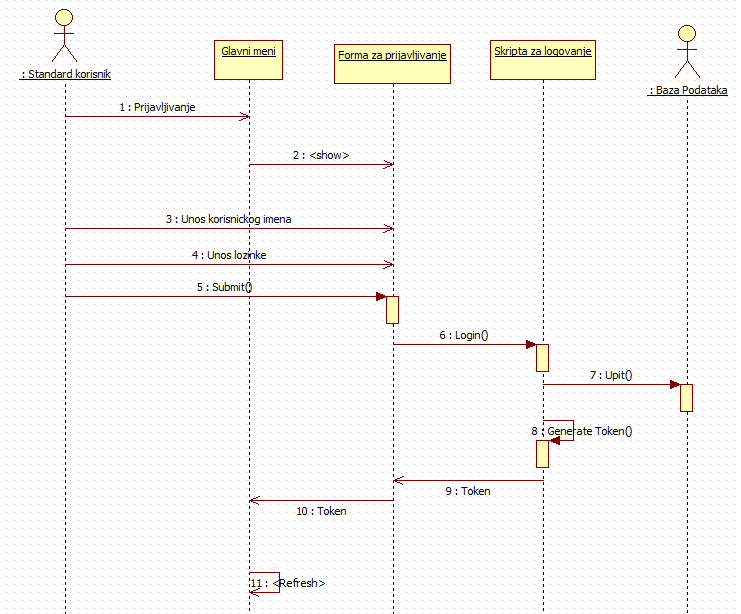 : Standard korisnik
Glavni meni
Forma za prijavljivanje
Skripta za logovanje
: Baza Podataka
1 : Prijavljivanje
2 : <show>
3 : Unos korisnickog imena
4 : Unos lozinke
5 : Submit()
6 : Login()
7 : Upit()
8 : Generate Token()
9 : Token
10 : Token
11 : <Refresh>